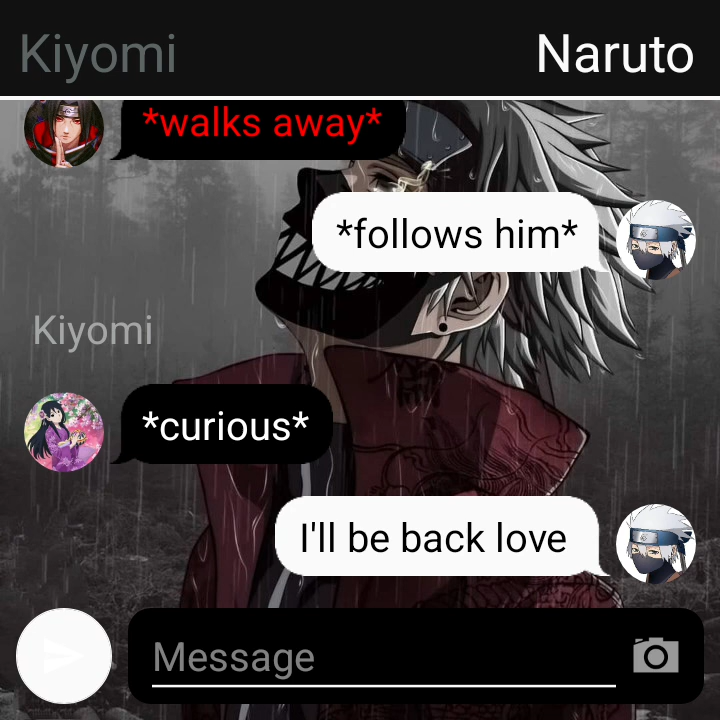 Kiyomi
Naruto
*walks away*
*follows him*
Kiyomi
*curious*
I'll be back love
Message